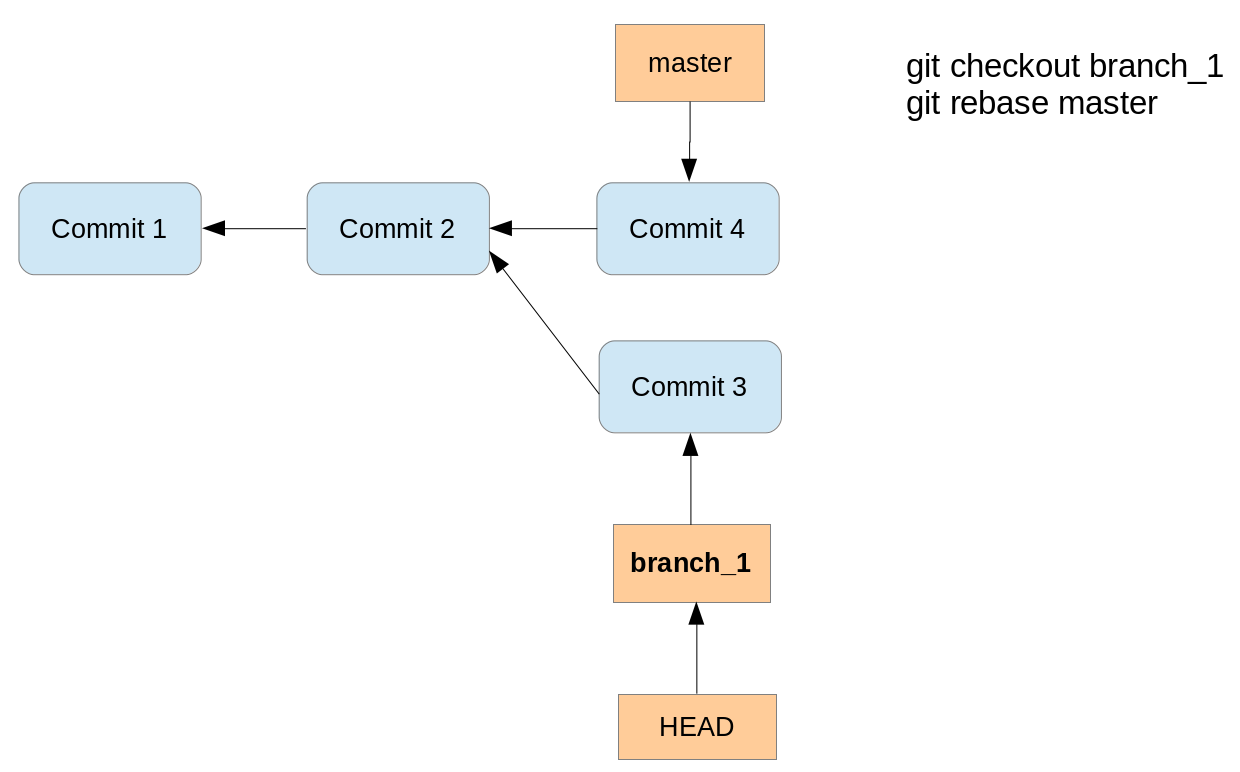 master
git checkout branch_1
git rebase master
Commit 1
Commit 2
Commit 4
Commit 3
branch_1
HEAD